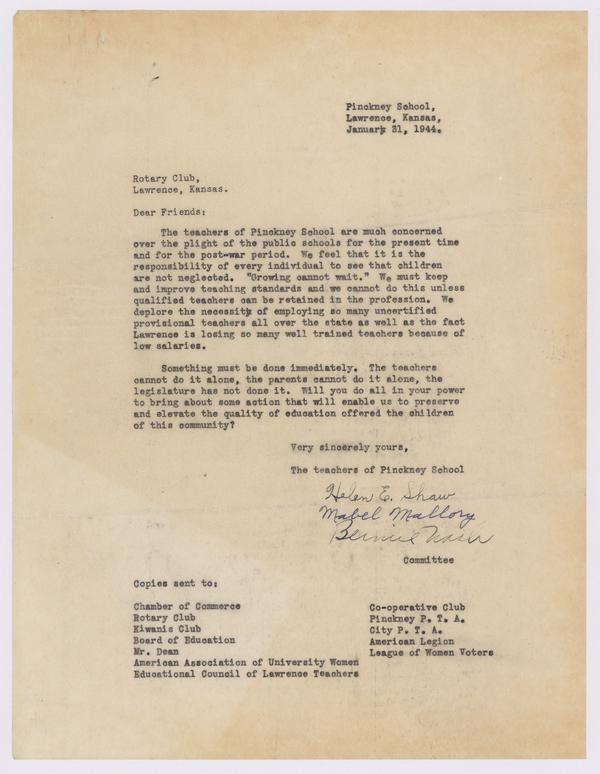 Pinckney School,
Lawrence, Kansas,
January 31, 1944.
Rotary Club,
Lawrence, Kansas.
Dear Friends:
The teachers of Pinckney School are much concerned
over the plight of the public schools for the present time
and for the post-war period. We feel that it is the
responsibility of every individual to see that children
are not neglected. "Growing cannot wait." We must keep
and improve teaching standards and we cannot do this unless
qualified teachers can be retained in the profession. We
deplore the necessity of employing so many uncertified
provisional teachers all over the state as well as the fact
Lawrence is losing so many well trained teachers because of
low salaries.
Something must be done immediately. The teachers
cannot do it alone, the parents cannot do it alone, the
legislature has not done it. Will you do all in your power
to bring about some action that will enable us to preserve
and elevate the quality of education offered the children
of this community?
Very sincerely yours,
The teachers of Pinckney School
Helen E. Shaw
Mabel Mallory
Committee
Copies sent to:
Chamber of Commerce
Rotary Club
Kiwanis Club
Board of Education
Mr. Dean
American Association of University Women
Educational Council of Lawrence Teachers
Co-operative Club
Pinckney P. T. A.
City P. T. A.
American Legion
League of Women Voters